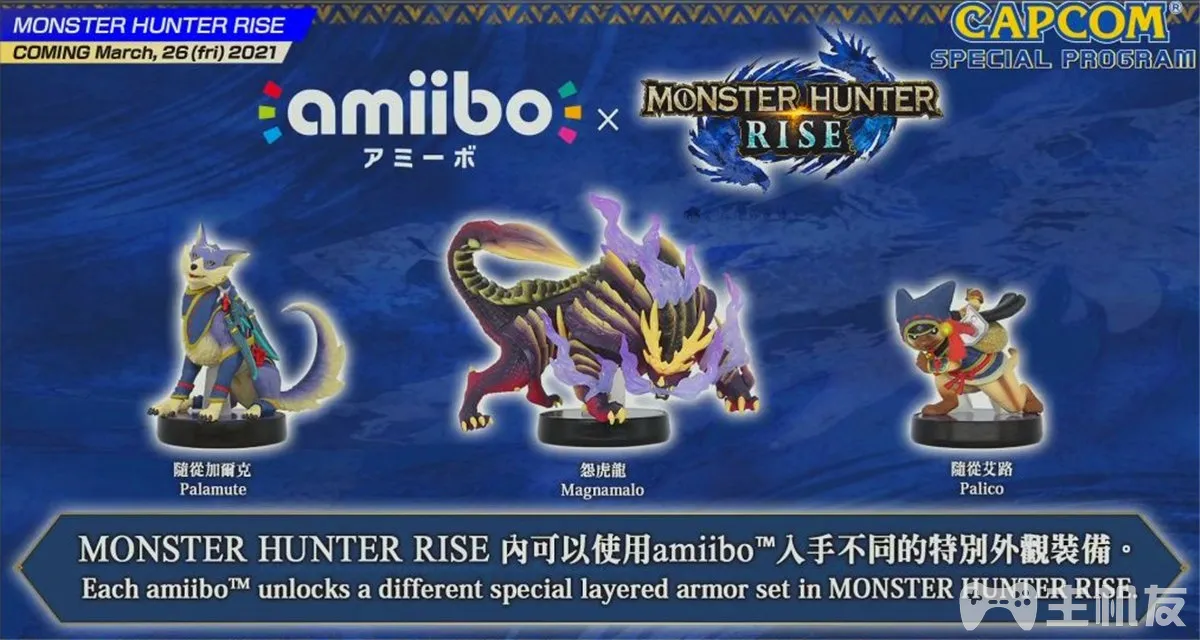 MONSTER HUNTER RISE
COMING March, 26 (fri) 2021
CAPCOM®
SPECIAL PROGRAM
amiibo
アミーボ
×
MONSTER HUNTER
RISE
隨從加爾克
Palamute
怨虎龍
Magnamalo
隨從艾路
Palico
MONSTER HUNTER RISE 內可以使用amiibo™入手不同的特別外觀裝備。
Each amiibo™ unlocks a different special layered armor set in MONSTER HUNTER RISE.
主机友